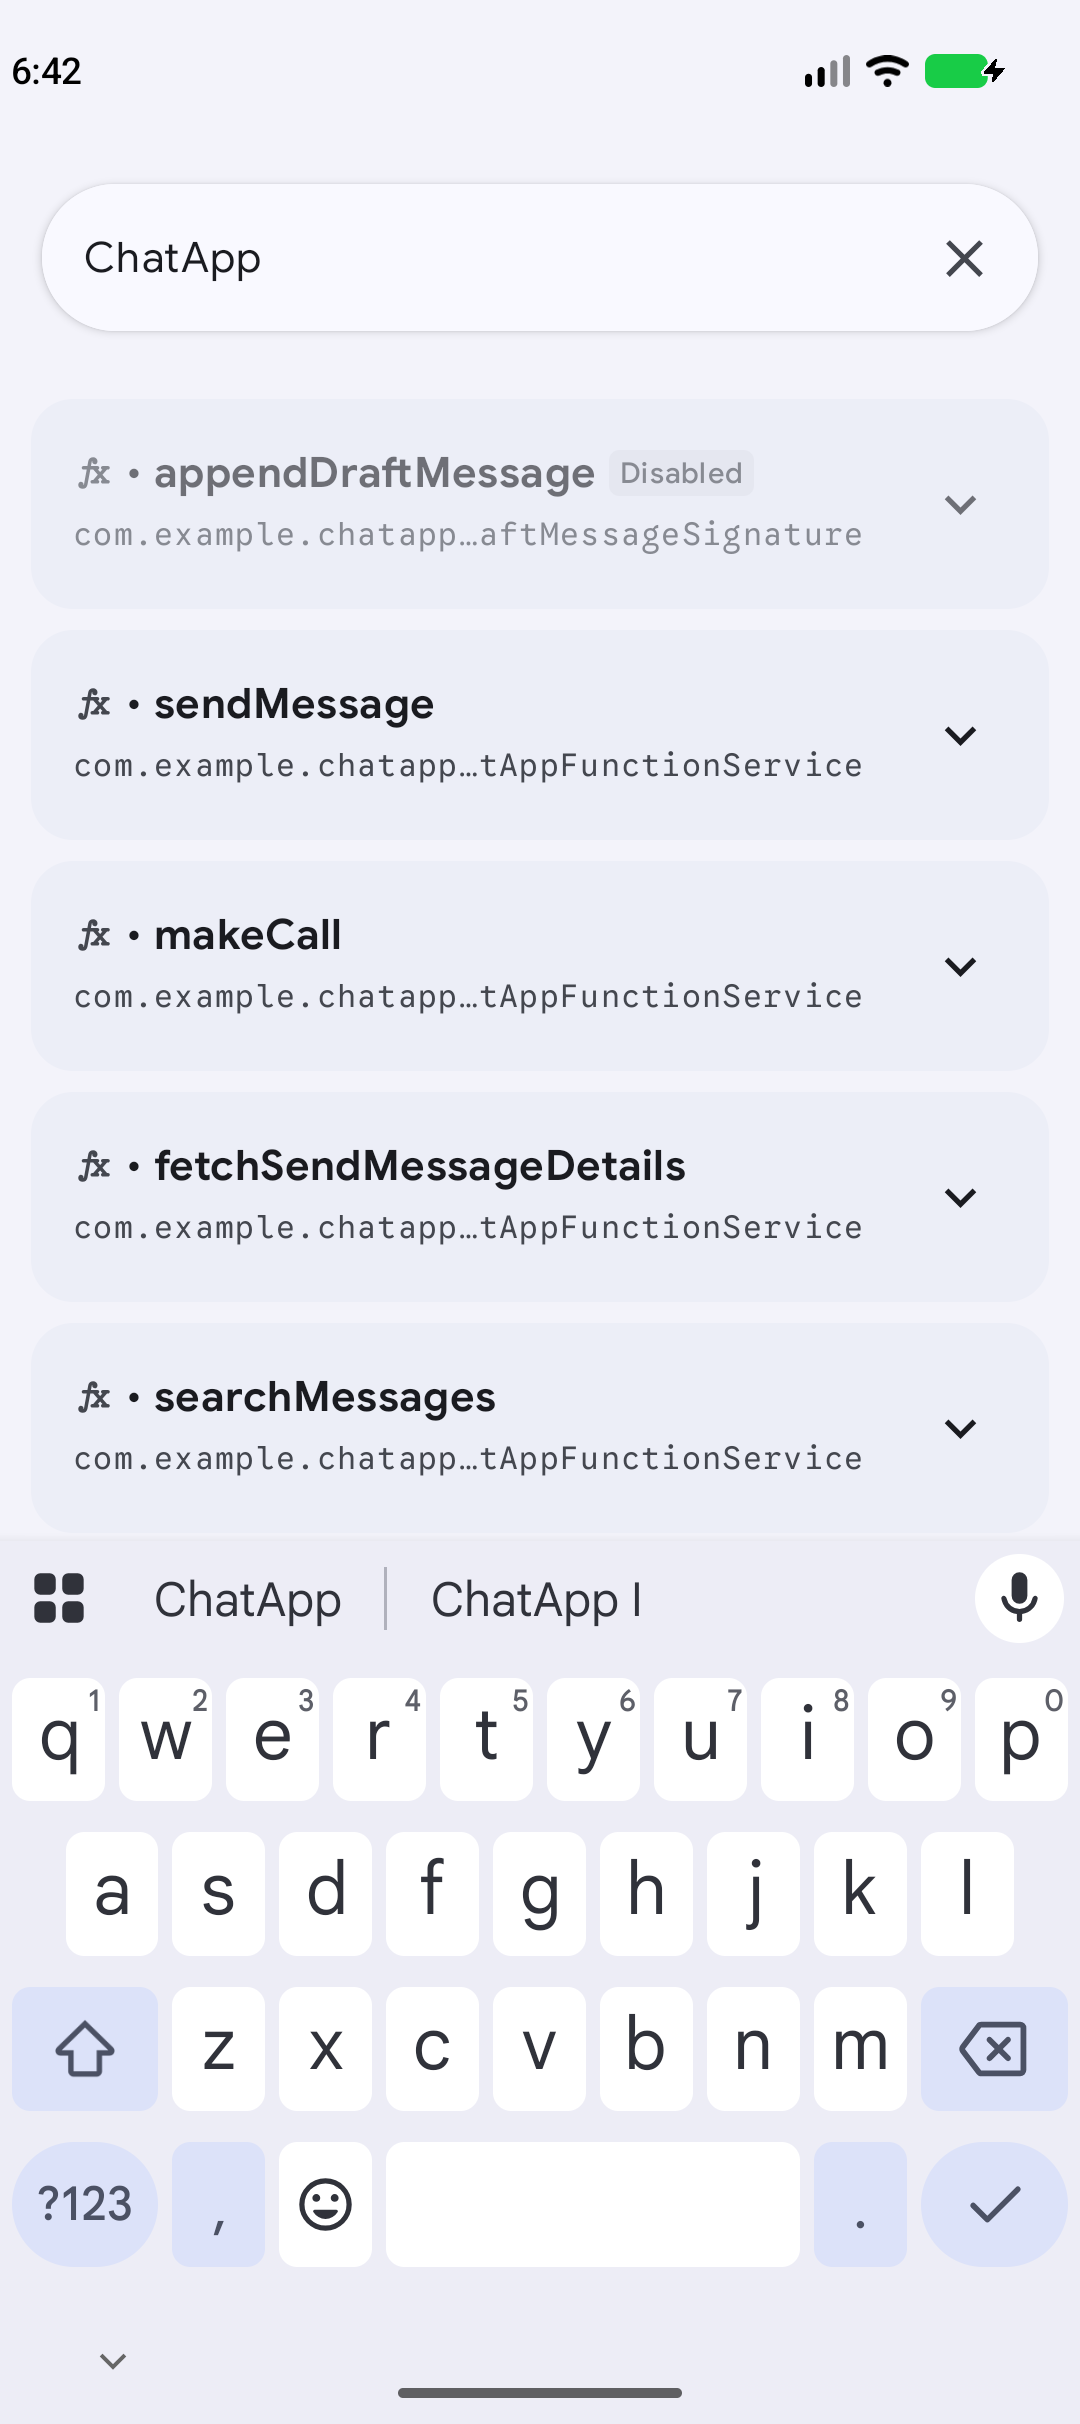 6:42
ChatApp
fx • appendDraftMessage Disabled
com.example.chatapp…aftMessageSignature
fx • sendMessage
com.example.chatapp…tAppFunctionService
fx • makeCall
com.example.chatapp…tAppFunctionService
fx • fetchSendMessageDetails
com.example.chatapp…tAppFunctionService
fx • searchMessages
com.example.chatapp…tAppFunctionService
ChatApp ChatApp I
q1 w2 e3 r4 t5 y6 u7 i8 o9 p0
a s d f g h j k l
z x c v b n m
?123 , .